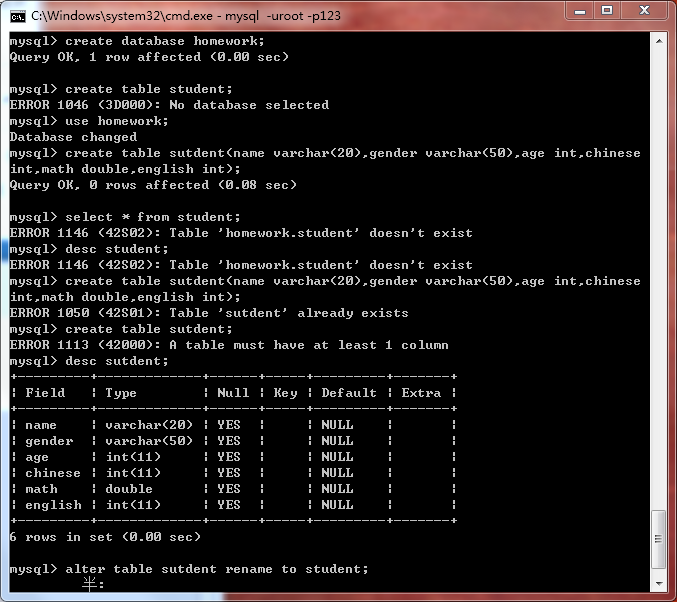 C:\Windows\system32\cmd.exe - mysql  -uroot -p123
mysql> create database homework;
Query OK, 1 row affected (0.00 sec)
mysql> create table student;
ERROR 1046 (3D000): No database selected
mysql> use homework;
Database changed
mysql> create table sutdent(name varchar(20),gender varchar(50),age int,chinese
int,math double,english int);
Query OK, 0 rows affected (0.08 sec)
mysql> select * from student;
ERROR 1146 (42S02): Table 'homework.student' doesn't exist
mysql> desc student;
ERROR 1146 (42S02): Table 'homework.student' doesn't exist
mysql> create table sutdent(name varchar(20),gender varchar(50),age int,chinese
int,math double,english int);
ERROR 1050 (42S01): Table 'sutdent' already exists
mysql> create table sutdent;
ERROR 1113 (42000): A table must have at least 1 column
mysql> desc sutdent;
+---------+-------------+------+-----+---------+-------+
| Field   | Type        | Null | Key | Default | Extra |
+---------+-------------+------+-----+---------+-------+
| name    | varchar(20) | YES  |     | NULL    |       |
| gender  | varchar(50) | YES  |     | NULL    |       |
| age     | int(11)     | YES  |     | NULL    |       |
| chinese | int(11)     | YES  |     | NULL    |       |
| math    | double      | YES  |     | NULL    |       |
| english | int(11)     | YES  |     | NULL    |       |
+---------+-------------+------+-----+---------+-------+
6 rows in set (0.00 sec)
mysql> alter table sutdent rename to student;
半: